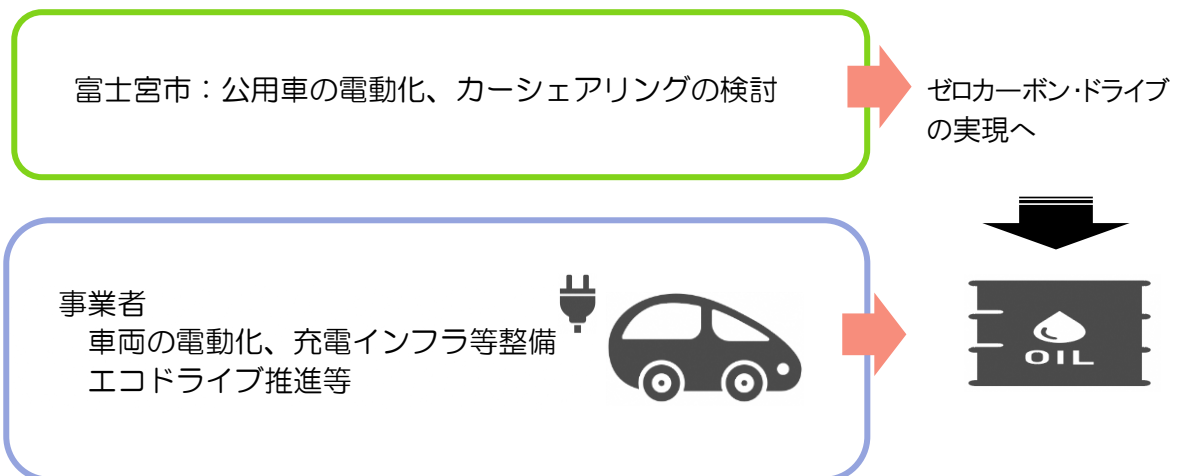 富士宮市：公用車の電動化、カーシェアリングの検討
ゼロカーボン・ドライブ
の実現へ
事業者
車両の電動化、充電インフラ等整備
エコドライブ推進等
OIL